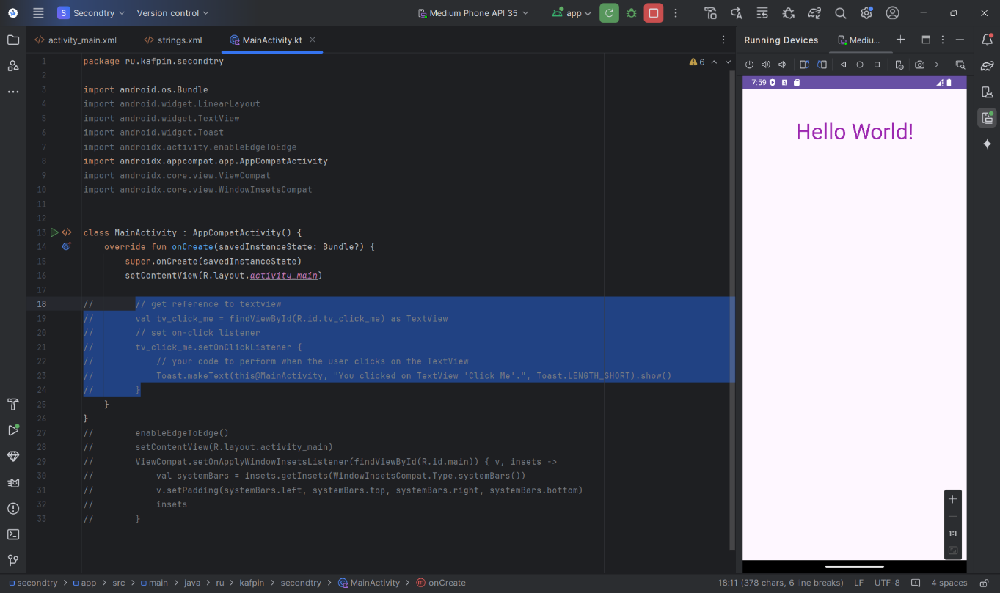 S Secondtry Version control Medium Phone API 35 app
activity_main.xml strings.xml MainActivity.kt Running Devices Mediu...
1 package ru.kafpin.secondtry 6
2
3 import android.os.Bundle
4 import android.widget.LinearLayout
5 import android.widget.TextView
6 import android.widget.Toast
7 import androidx.activity.enableEdgeToEdge
8 import androidx.appcompat.app.AppCompatActivity
9 import androidx.core.view.ViewCompat
10 import androidx.core.view.WindowInsetsCompat
11
12
13 class MainActivity : AppCompatActivity() {
14 override fun onCreate(savedInstanceState: Bundle?) {
15 super.onCreate(savedInstanceState)
16 setContentView(R.layout.activity_main)
17
18 // // get reference to textview
19 // val tv_click_me = findViewById(R.id.tv_click_me) as TextView
20 // // set on-click listener
21 // tv_click_me.setOnClickListener {
22 // // your code to perform when the user clicks on the TextView
23 // Toast.makeText(this@MainActivity, "You clicked on TextView 'Click Me'.", Toast.LENGTH_SHORT).show()
24 // }
25 }
26 }
27 // enableEdgeToEdge()
28 // setContentView(R.layout.activity_main)
29 // ViewCompat.setOnApplyWindowInsetsListener(findViewById(R.id.main)) { v, insets ->
30 // val systemBars = insets.getInsets(WindowInsetsCompat.Type.systemBars())
31 // v.setPadding(systemBars.left, systemBars.top, systemBars.right, systemBars.bottom)
32 // insets
33 // }
7:59
Hello World!
1:1
secondtry > app > src > main > java > ru > kafpin > secondtry > MainActivity > onCreate 18:11 (378 chars, 6 line breaks) LF UTF-8 4 spaces